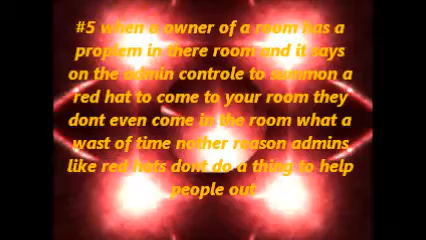 #5 when a owner of a room has a
proplem in there room and it says
on the admin controle to summon a
red hat to come to your room they
dont even come in the room what a
wast of time nother reason admins
like red hats dont do a thing to help
people out